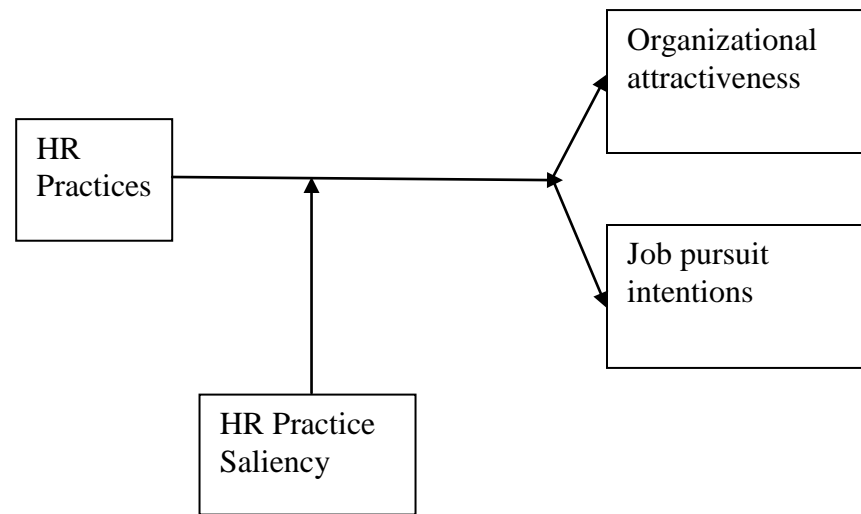 Organizational
attractiveness
HR
Practices
Job pursuit
intentions
HR Practice
Saliency